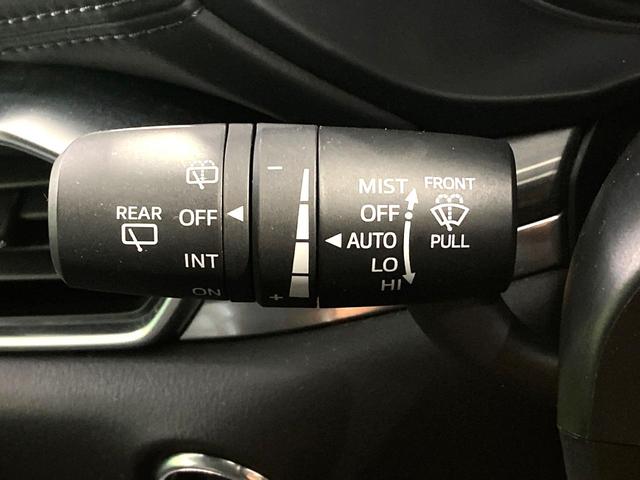 REAR
OFF
INT
ON
−
+
MIST
OFF
AUTO
LO
HI
FRONT
PULL